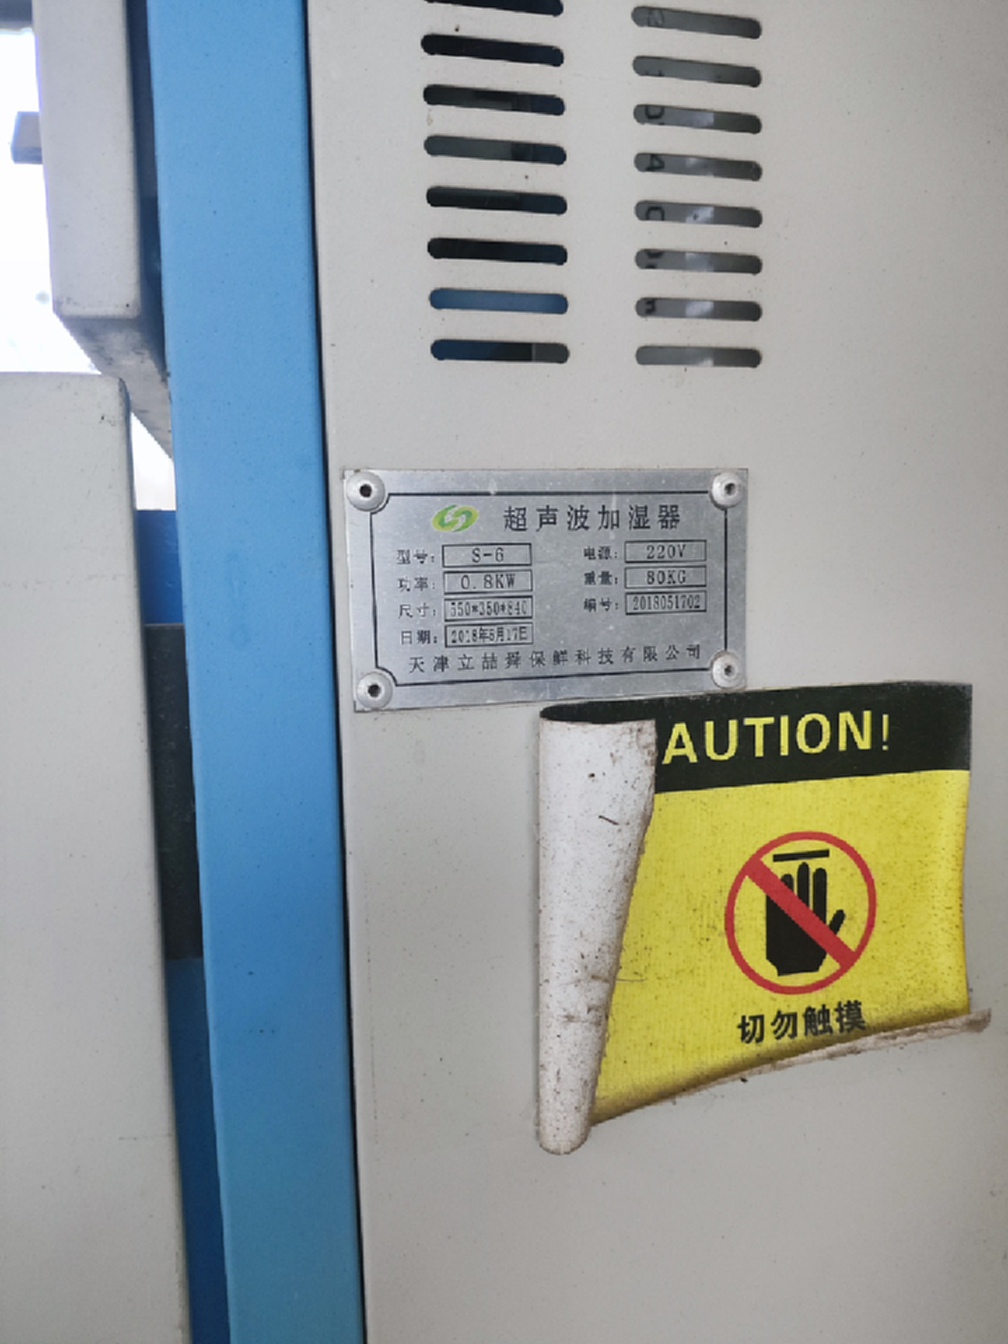 超声波加湿器
型号: S-6 电源: 220V
功率: 0.8KW 重量: 80KG
尺寸: 550*350*840 编号: 2018051702
日期: 2018年5月17日
天津立喆舜保鲜科技有限公司
AUTION!
切勿触摸